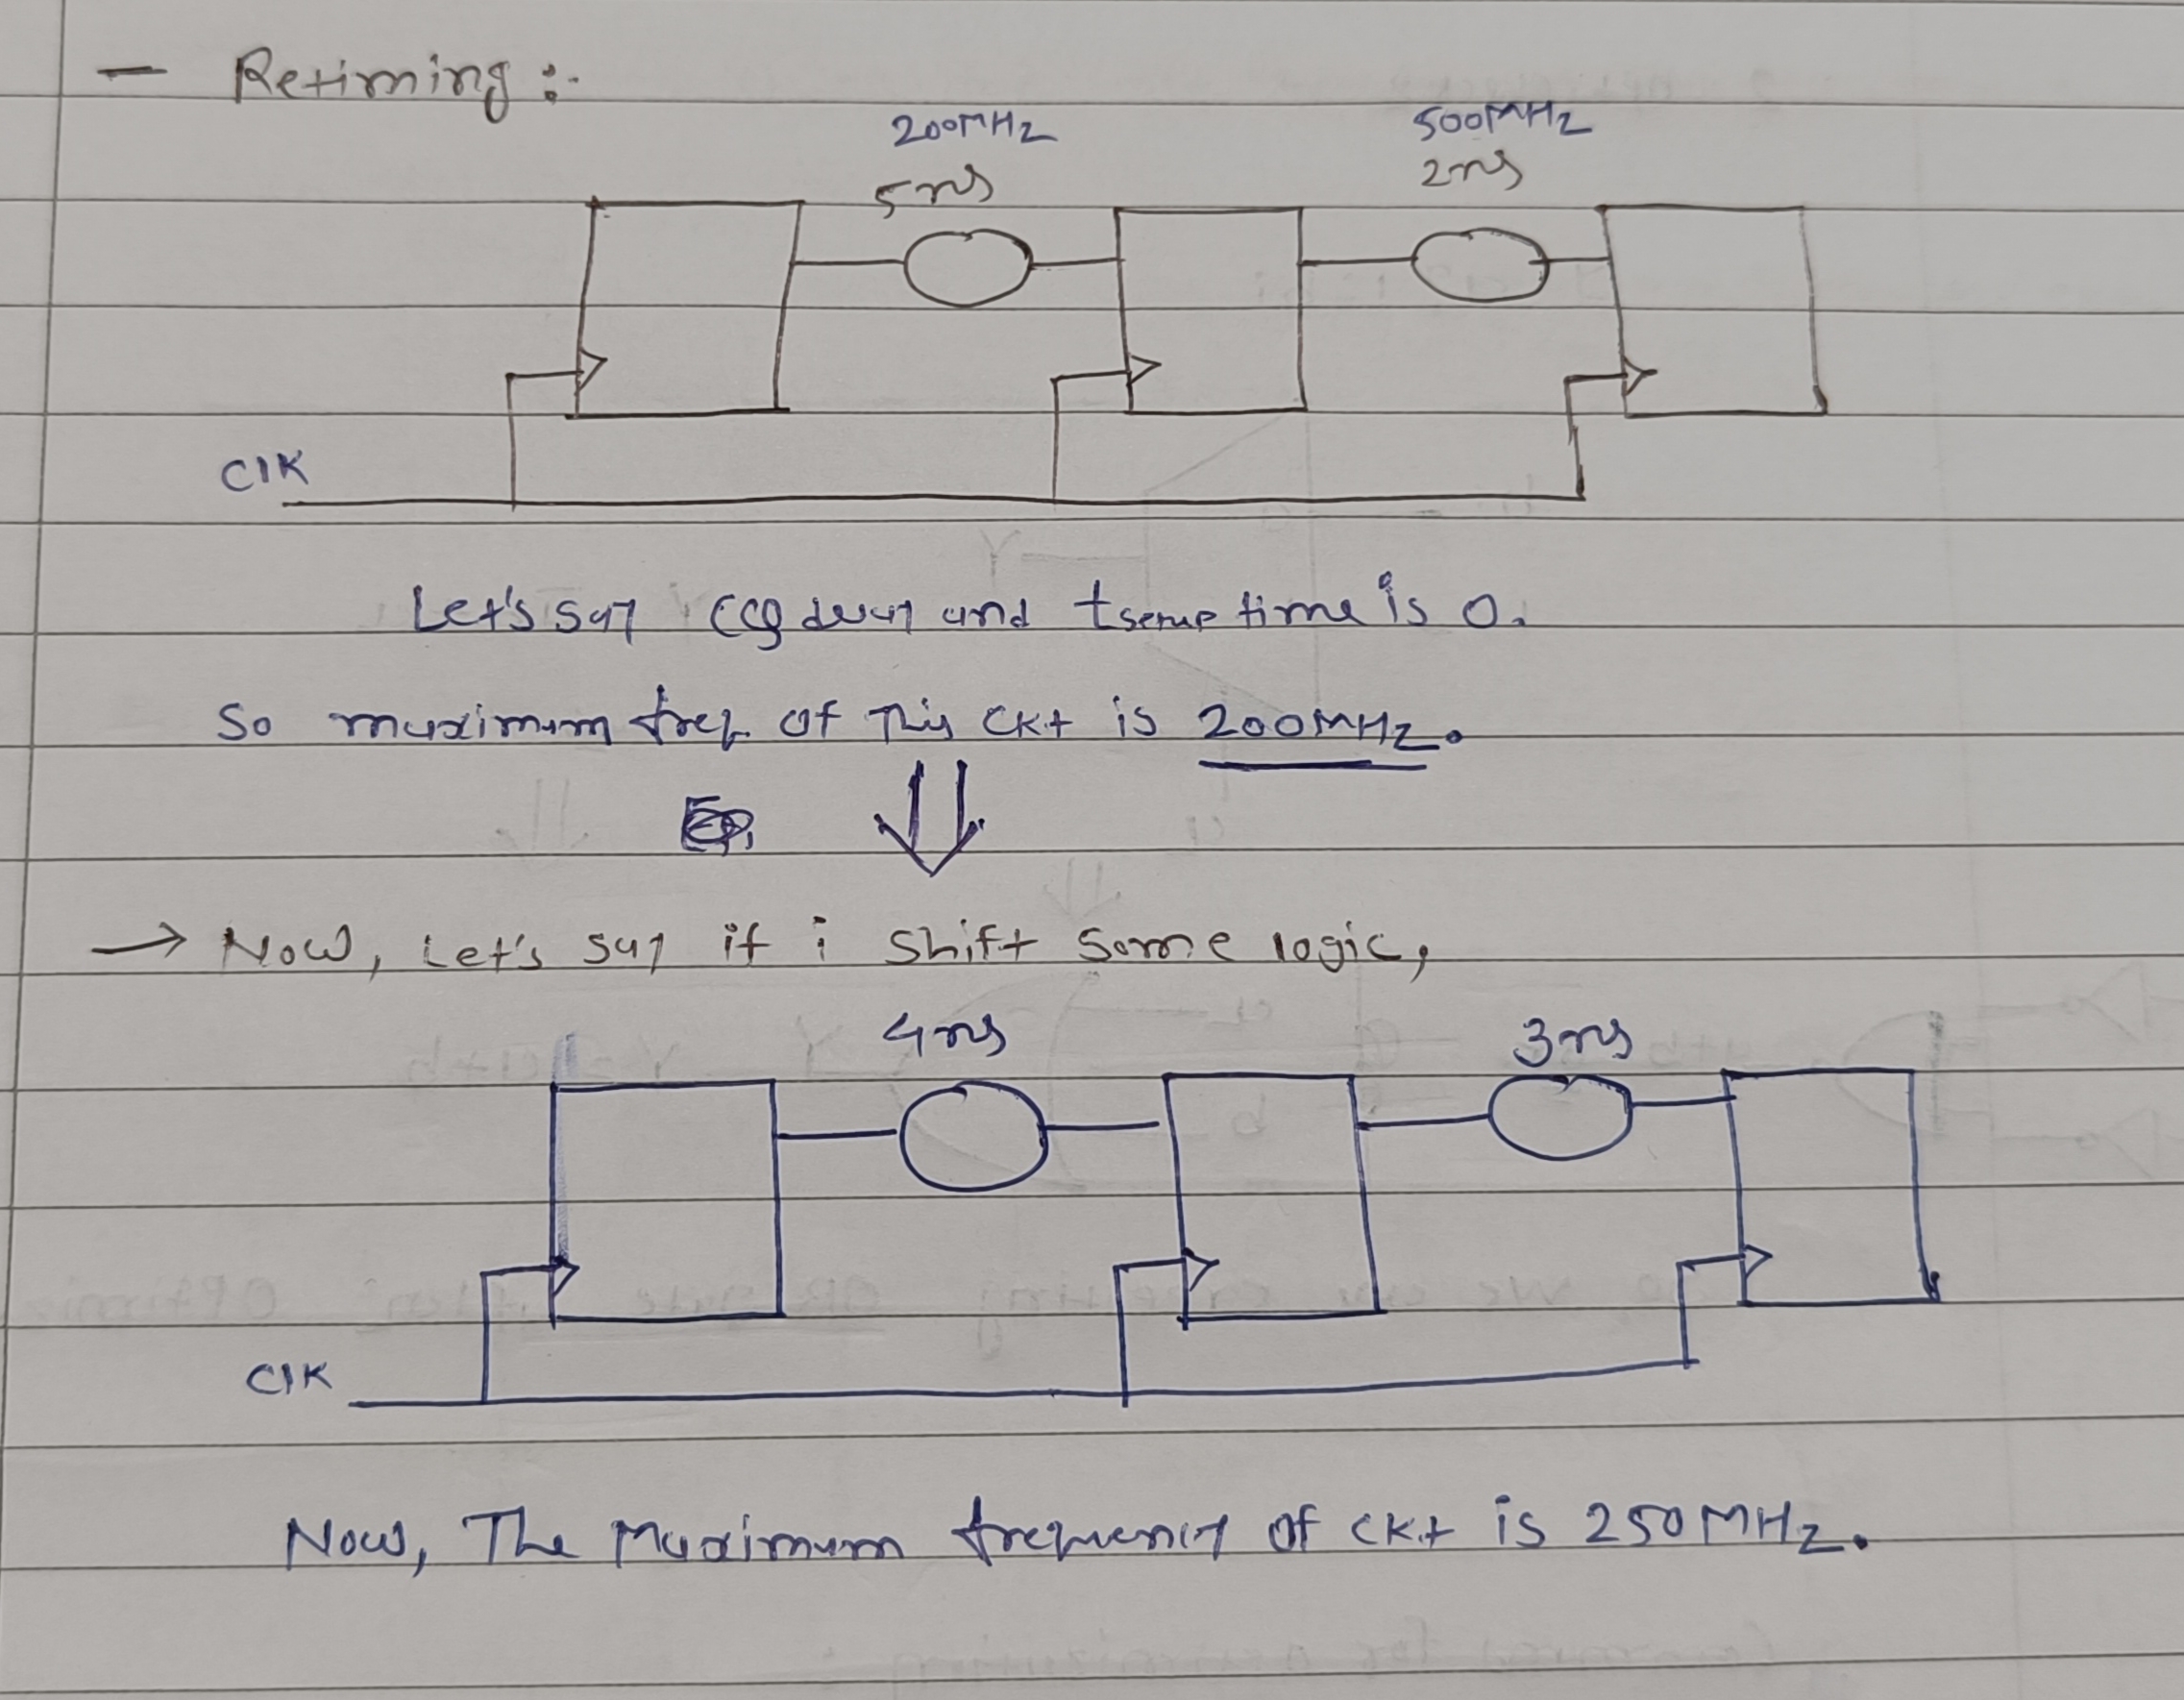 — Retiming :-
200MHz 500MHz
5ns 2ns
ClK
Let's say CCQ delay and tsetup time is 0.
So maximum freq. of This ckt is 200MHz.
→ Now, Let's say if i shift some logic,
4ns 3ns
ClK
Now, The Maximum frequency of ckt is 250MHz.